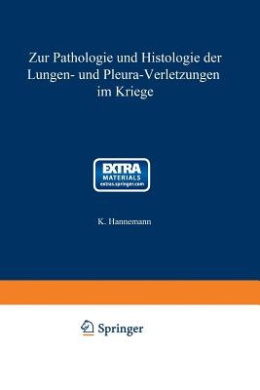 Zur Pathologie und Histologie der
Lungen- und Pleura-Verletzungen
im Kriege
EXTRA
MATERIALS
extras.springer.com
K. Hannemann
Springer